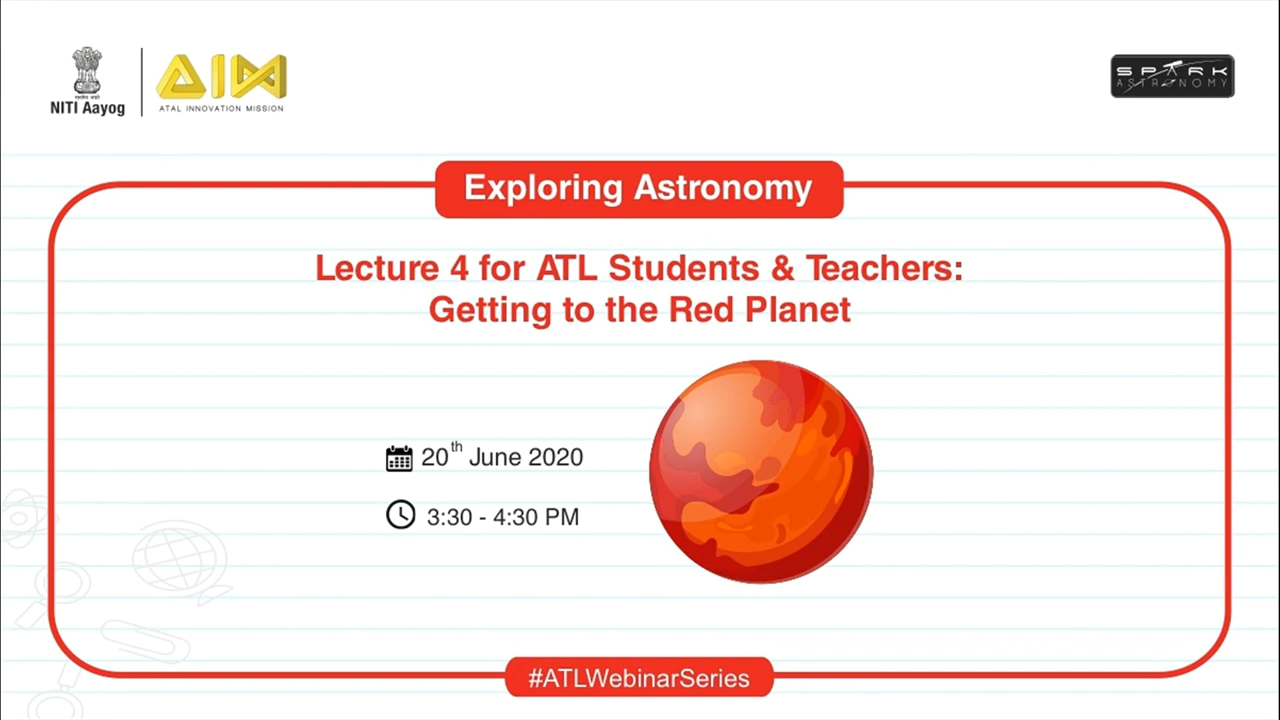 NITI Aayog
ATAL INNOVATION MISSION
SPARK
ASTRONOMY
Exploring Astronomy
Lecture 4 for ATL Students & Teachers:
Getting to the Red Planet
20th June 2020
3:30 - 4:30 PM
#ATLWebinarSeries